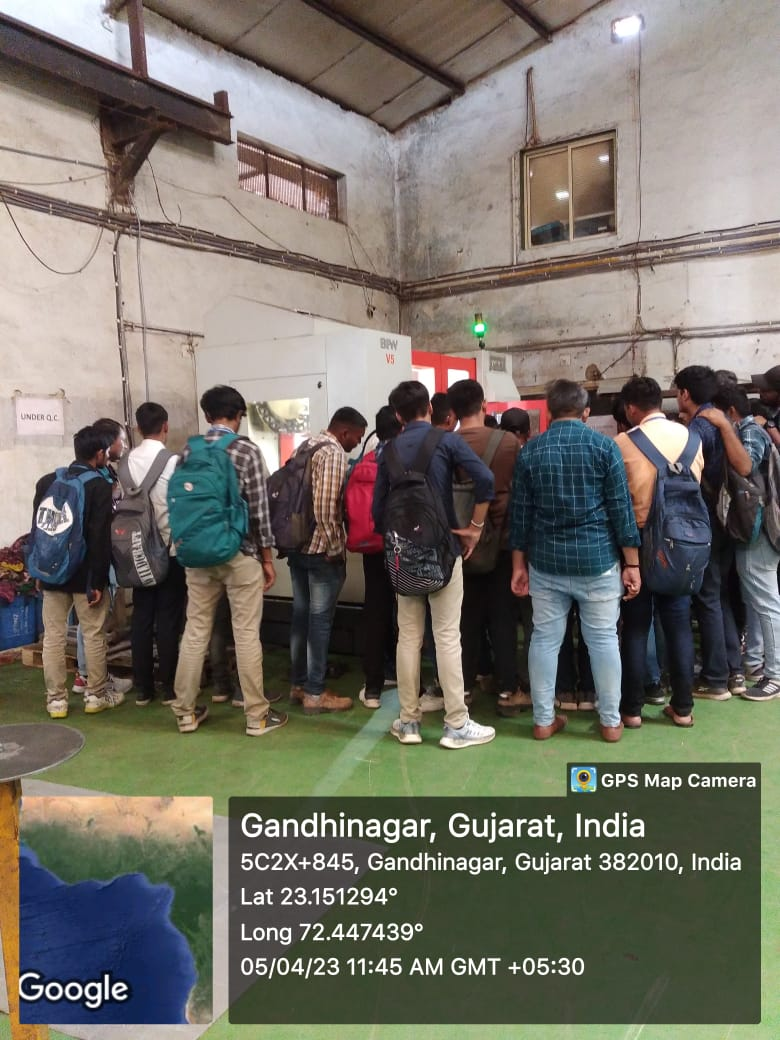 BFW
V5
UNDER Q.C.
HINDICRAFT
GPS Map Camera
Gandhinagar, Gujarat, India
5C2X+845, Gandhinagar, Gujarat 382010, India
Lat 23.151294°
Long 72.447439°
05/04/23 11:45 AM GMT +05:30
Google